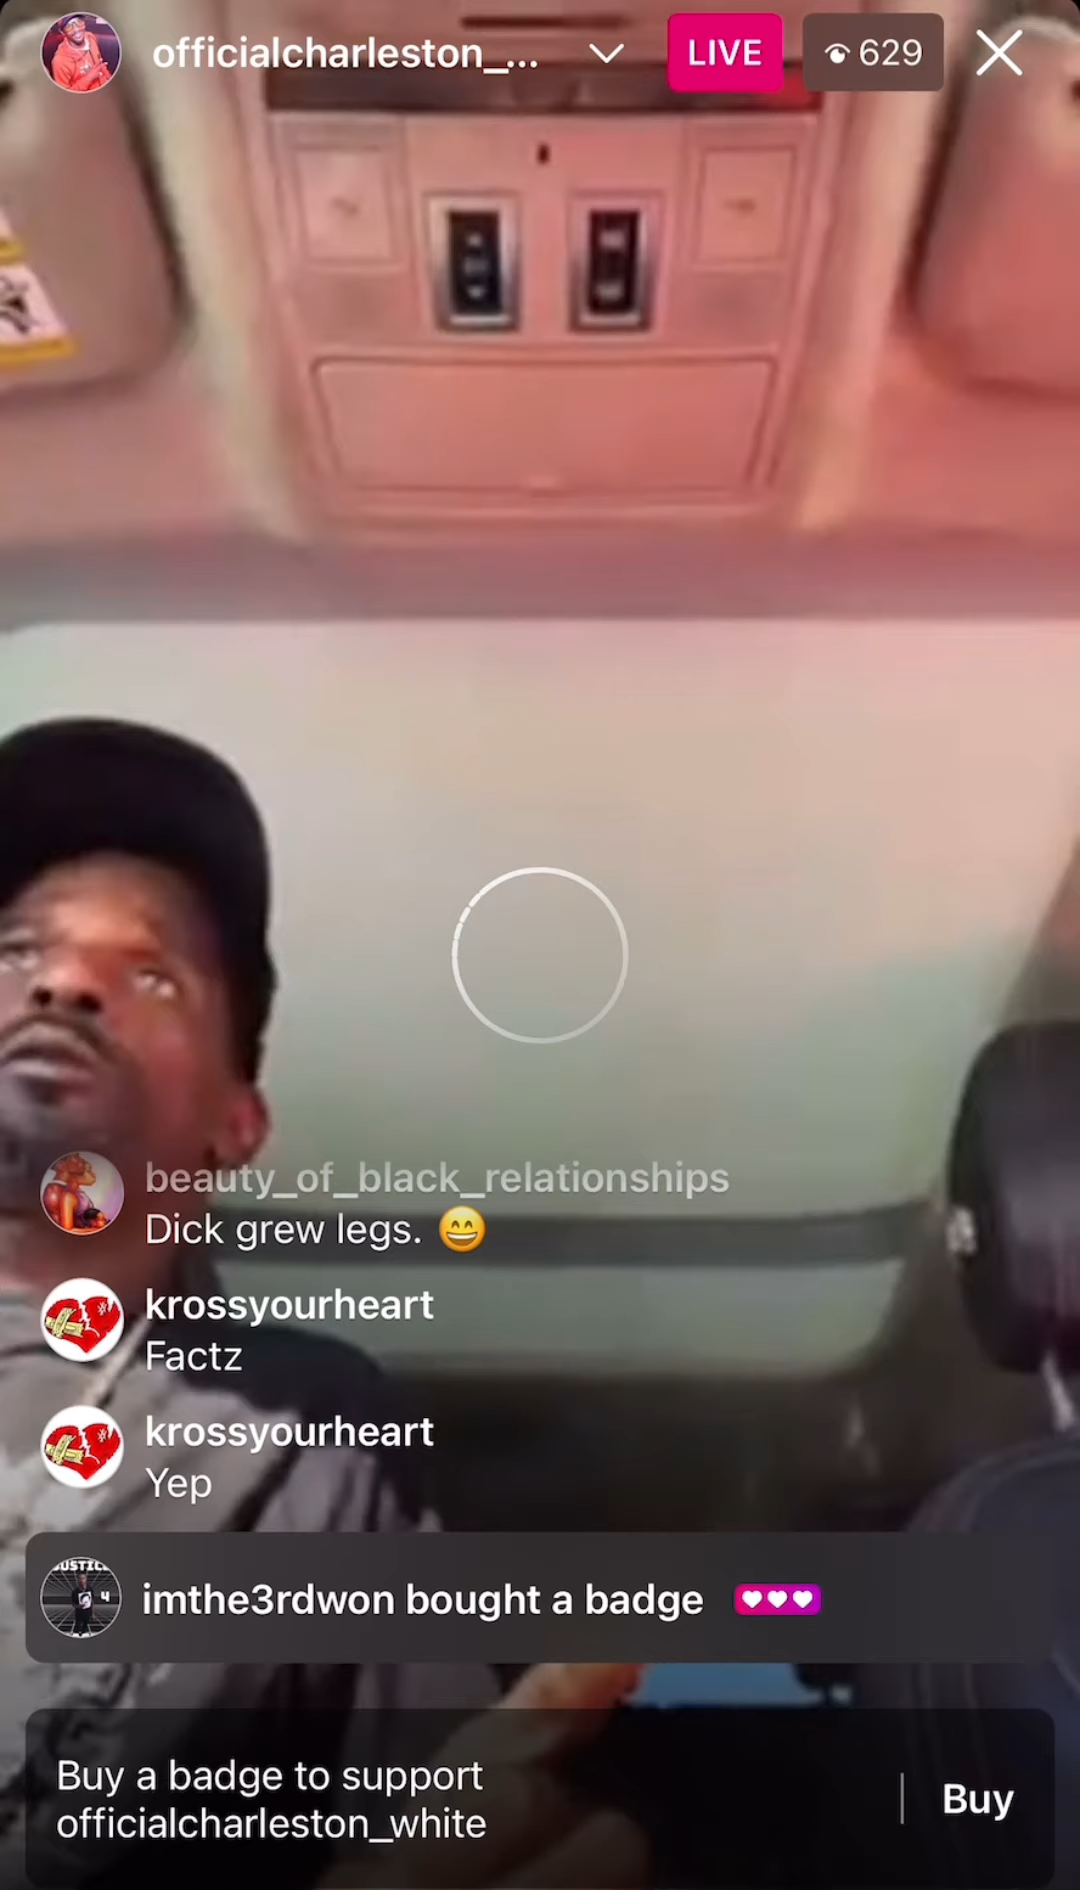 officialcharleston_...
LIVE
629
beauty_of_black_relationships
Dick grew legs. 😄
krossyourheart
Factz
krossyourheart
Yep
imthe3rdwon bought a badge
Buy a badge to support
officialcharleston_white
Buy